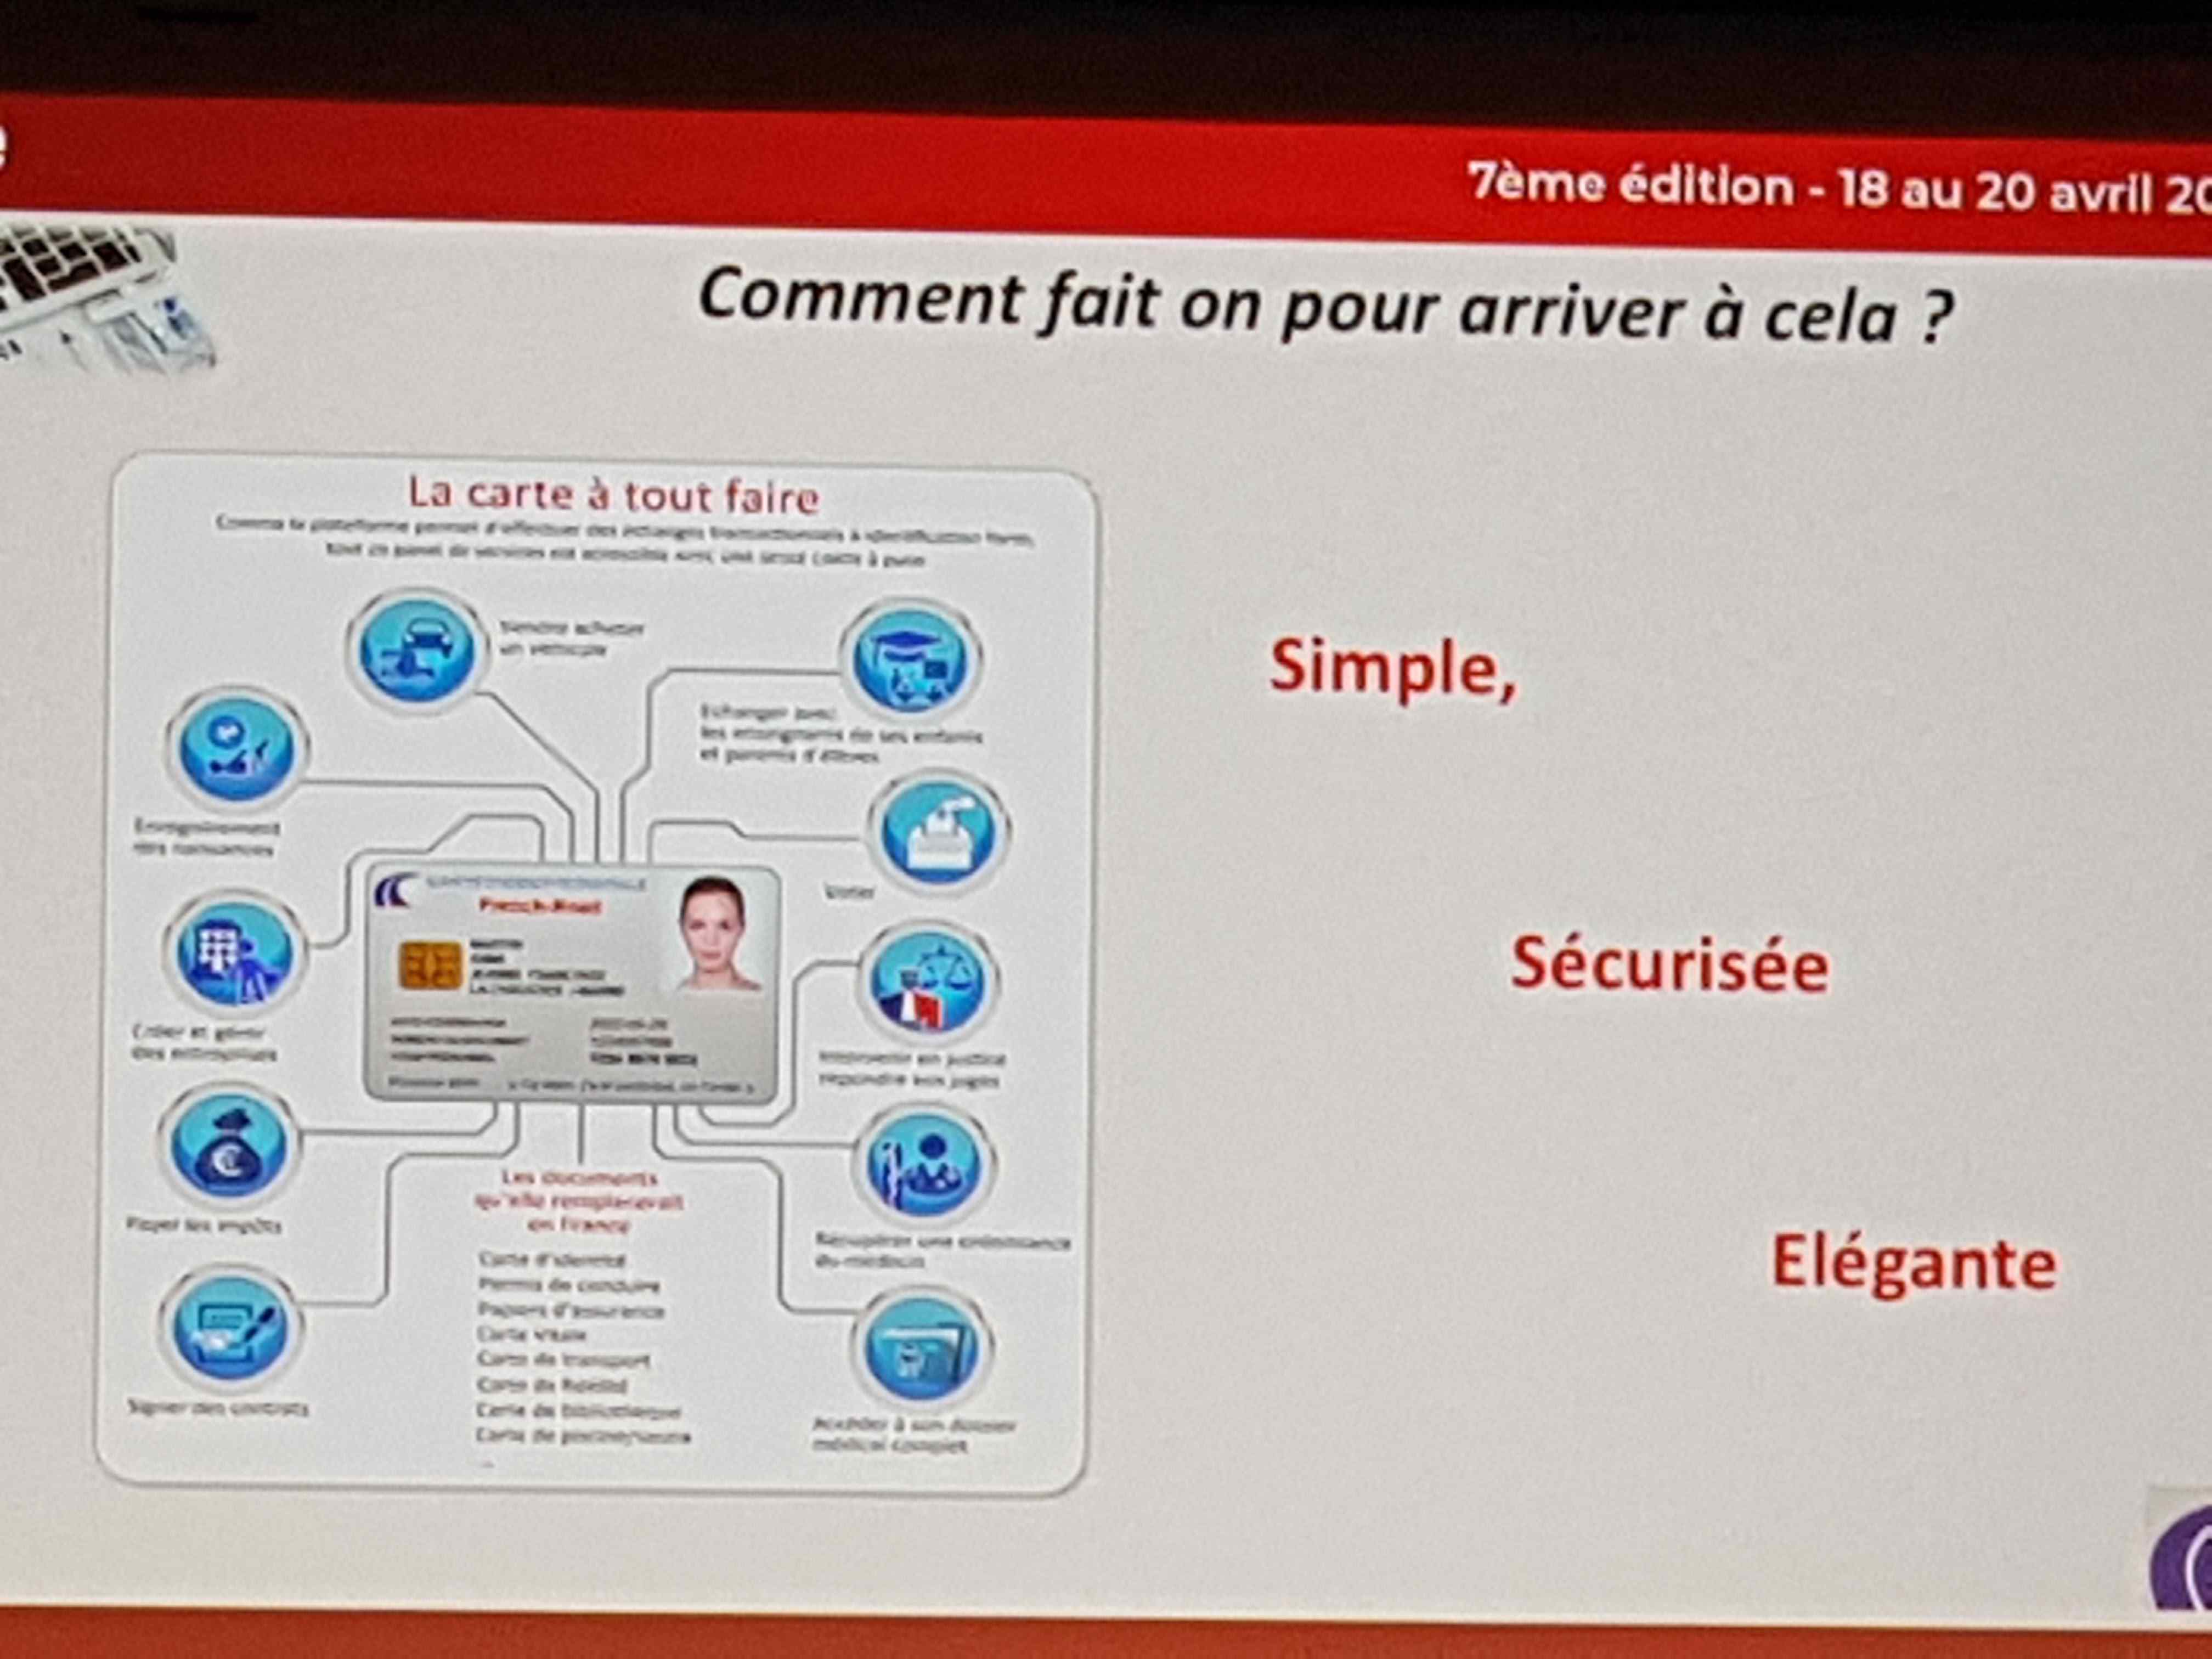 7ème édition - 18 au 20 avril 20
Comment fait on pour arriver à cela ?
La carte à tout faire
Comme la plateforme permet d'effectuer des échanges transactionnels à identification forte,
tout ce panel de services est accessible avec une seule carte à puce
un véhicule
Echanger avec
les enseignants de ses enfants
et parents d'élèves
Enregistrement
des naissances
Voter
French-Road
Créer et gérer
des entreprises
Intervenir en justice
répondre aux juges
Payer les impôts
Récupérer une ordonnance
du médecin
Signer des contrats
Accéder à son dossier
médical complet
Les documents
qu'elle remplacerait
en France
Carte d'identité
Permis de conduire
Papiers d'assurance
Carte vitale
Carte de transport
Carte de fidélité
Carte de bibliothèque
Carte de
Simple,
Sécurisée
Elégante